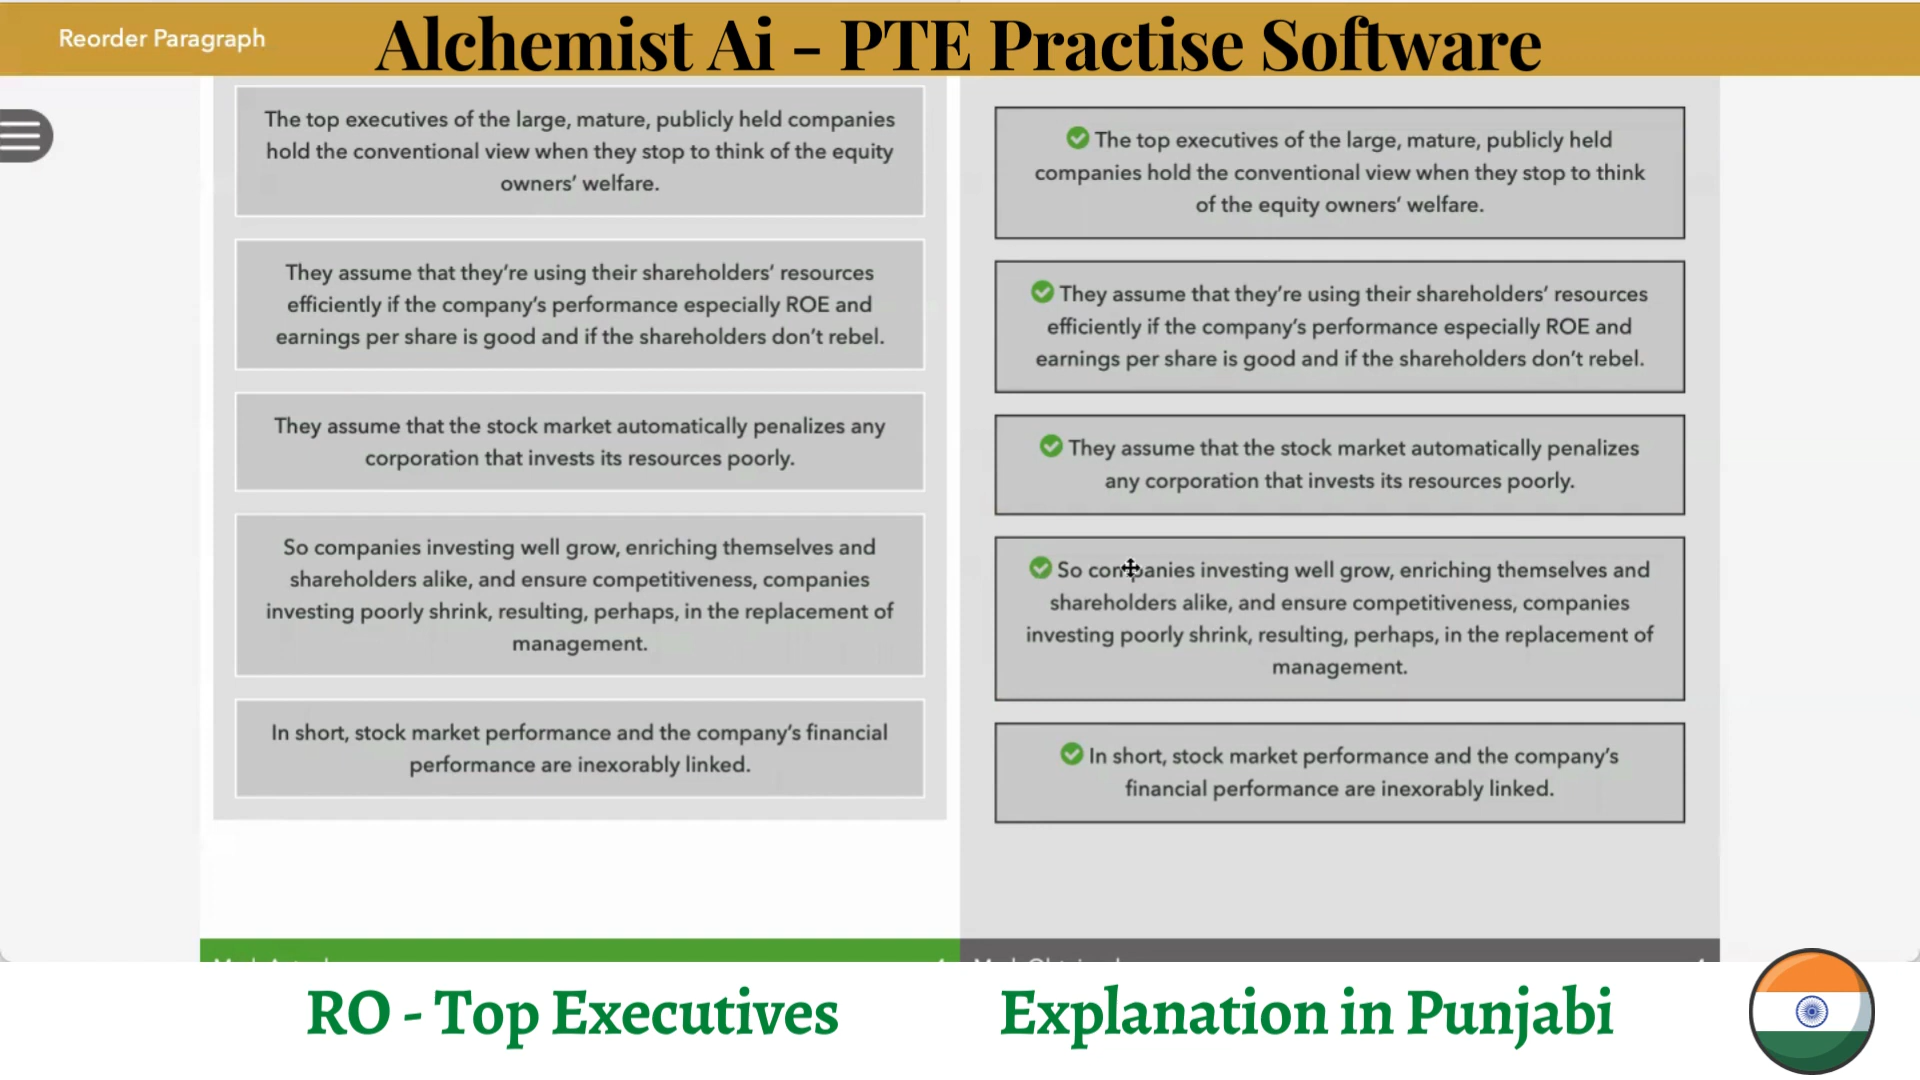 Reorder Paragraph
Alchemist Ai - PTE Practise Software
The top executives of the large, mature, publicly held companies
hold the conventional view when they stop to think of the equity
owners’ welfare.
They assume that they’re using their shareholders’ resources
efficiently if the company’s performance especially ROE and
earnings per share is good and if the shareholders don’t rebel.
They assume that the stock market automatically penalizes any
corporation that invests its resources poorly.
So companies investing well grow, enriching themselves and
shareholders alike, and ensure competitiveness, companies
investing poorly shrink, resulting, perhaps, in the replacement of
management.
In short, stock market performance and the company’s financial
performance are inexorably linked.
The top executives of the large, mature, publicly held
companies hold the conventional view when they stop to think
of the equity owners’ welfare.
They assume that they’re using their shareholders’ resources
efficiently if the company’s performance especially ROE and
earnings per share is good and if the shareholders don’t rebel.
They assume that the stock market automatically penalizes
any corporation that invests its resources poorly.
So companies investing well grow, enriching themselves and
shareholders alike, and ensure competitiveness, companies
investing poorly shrink, resulting, perhaps, in the replacement of
management.
In short, stock market performance and the company’s
financial performance are inexorably linked.
RO - Top Executives
Explanation in Punjabi